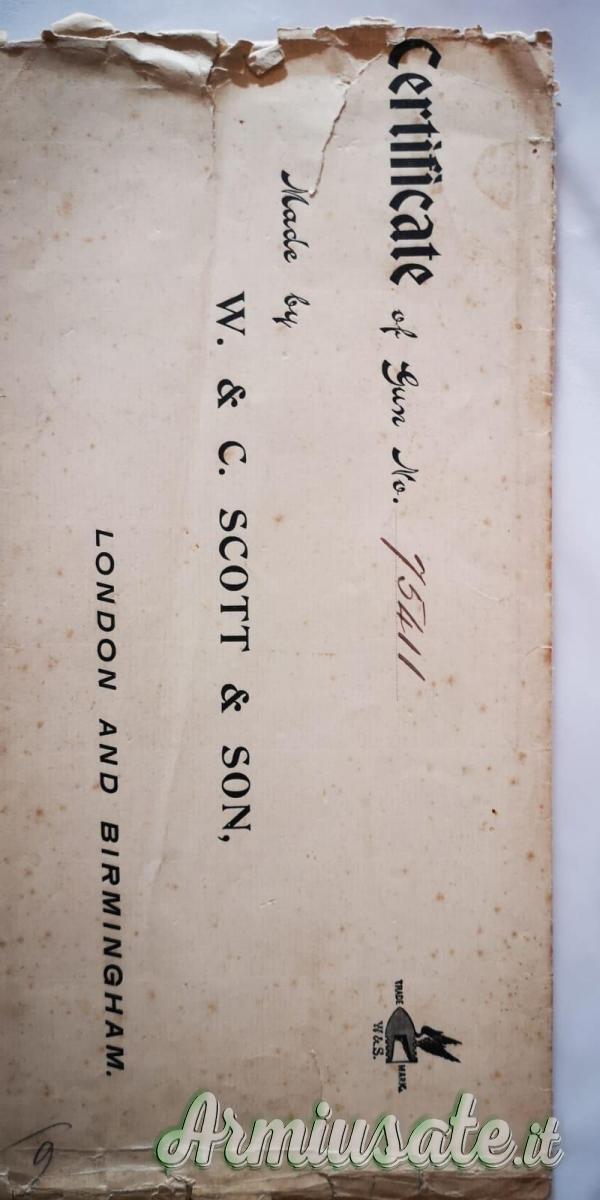 Certificate of Gun No. 75411
Made by
W. & C. SCOTT & SON,
LONDON AND BIRMINGHAM.
TRADE MARK
W & S.
Armiusate.it